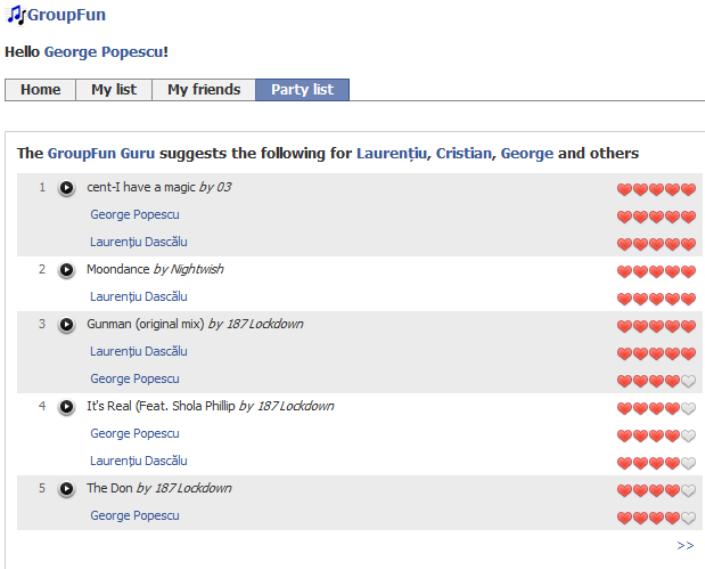 GroupFun
Hello George Popescu!
Home My list My friends Party list
The GroupFun Guru suggests the following for Laurențiu, Cristian, George and others
1 cent-I have a magic by 03
George Popescu
Laurențiu Dascălu
2 Moondance by Nightwish
Laurențiu Dascălu
3 Gunman (original mix) by 187 Lockdown
Laurențiu Dascălu
George Popescu
4 It's Real (Feat. Shola Phillip by 187 Lockdown
George Popescu
Laurențiu Dascălu
5 The Don by 187 Lockdown
George Popescu
>>